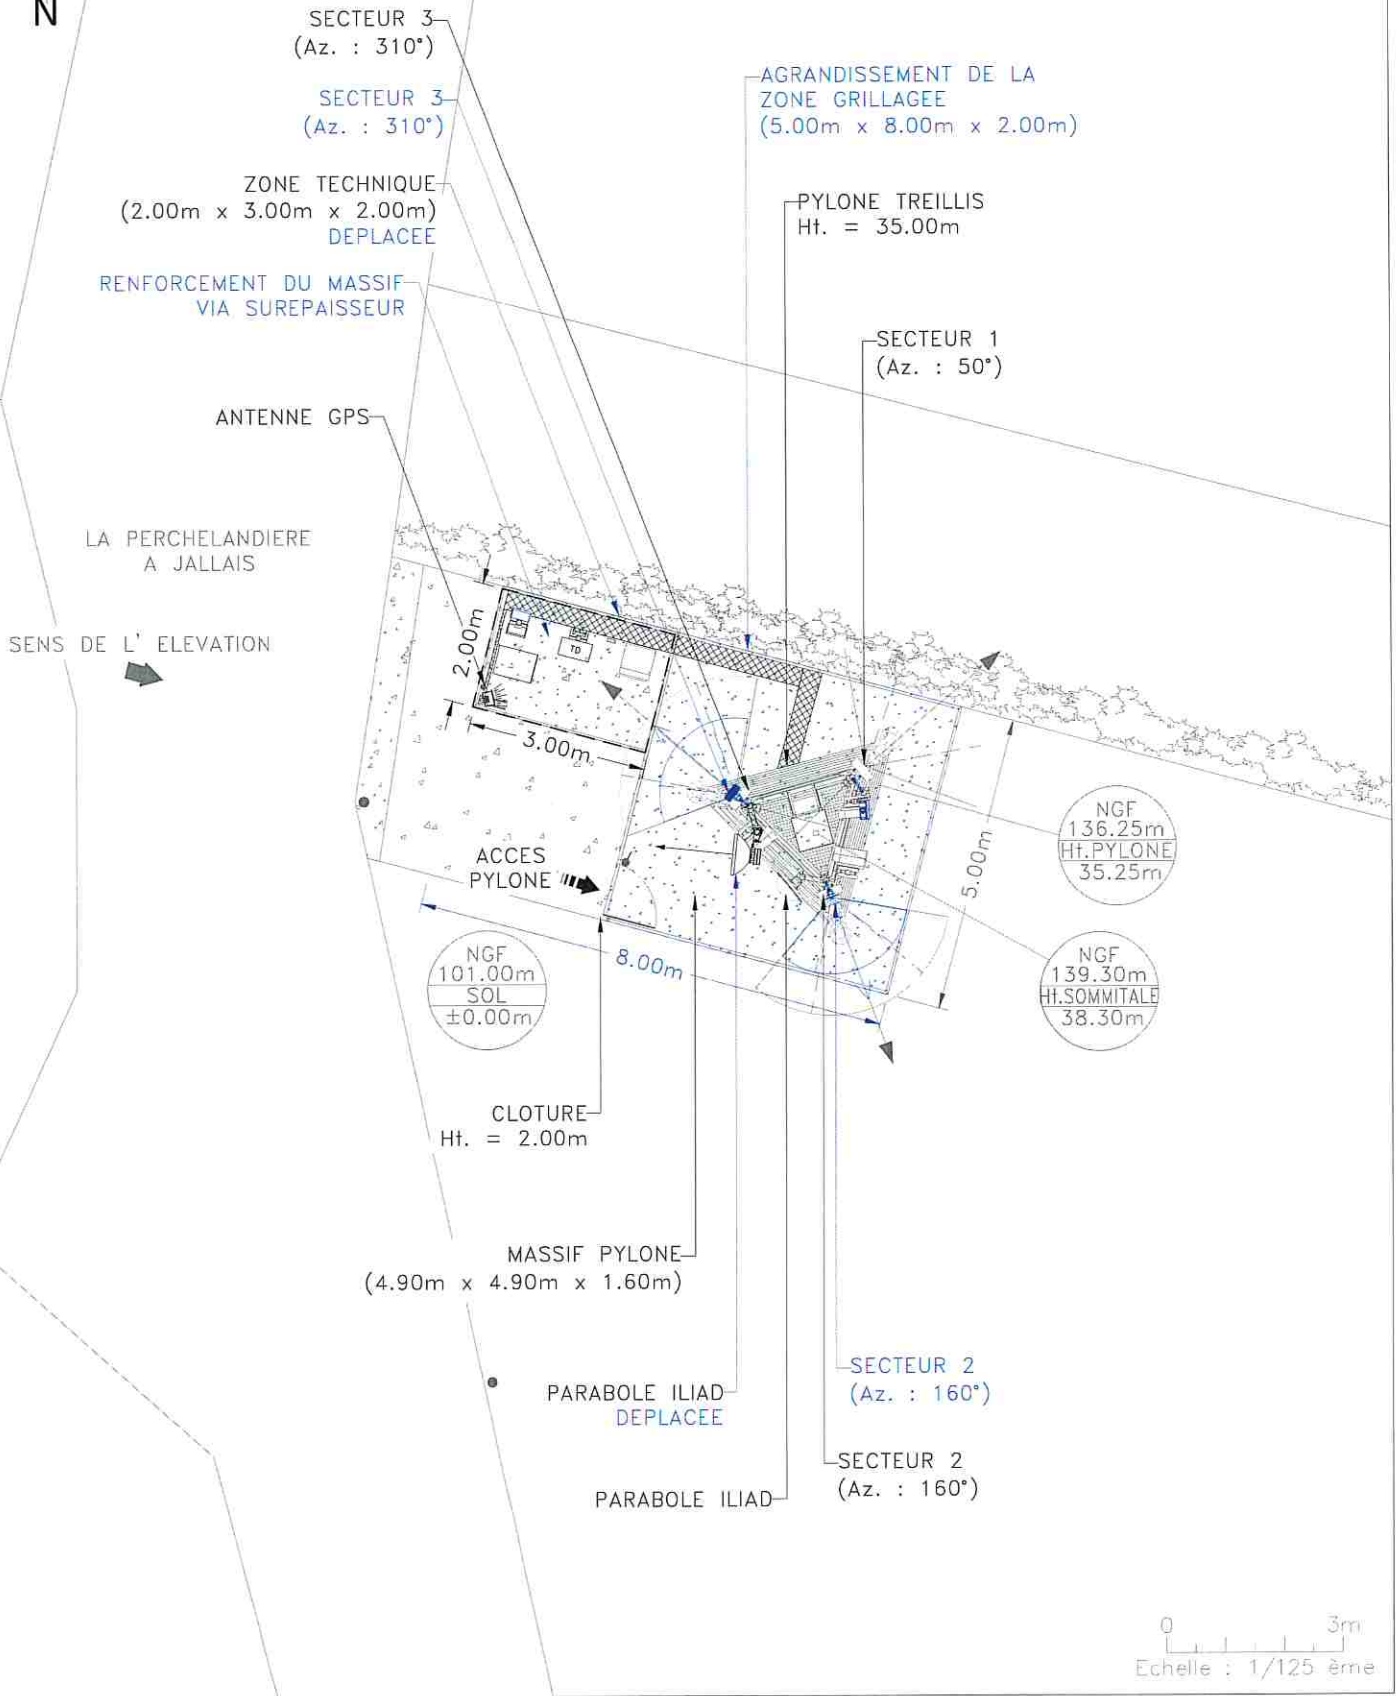 N
SECTEUR 3
(Az. : 310°)
SECTEUR 3
(Az. : 310°)
AGRANDISSEMENT DE LA
ZONE GRILLAGEE
(5.00m x 8.00m x 2.00m)
ZONE TECHNIQUE
(2.00m x 3.00m x 2.00m)
DEPLACEE
PYLONE TREILLIS
Ht. = 35.00m
RENFORCEMENT DU MASSIF
VIA SUREPAISSEUR
SECTEUR 1
(Az. : 50°)
ANTENNE GPS
LA PERCHELANDIERE
A JALLAIS
SENS DE L' ELEVATION
2.00m
TD
3.00m
5.00m
NGF
136.25m
Ht.PYLONE
35.25m
ACCES
PYLONE
8.00m
NGF
101.00m
SOL
±0.00m
NGF
139.30m
Ht.SOMMITALE
38.30m
CLOTURE
Ht. = 2.00m
MASSIF PYLONE
(4.90m x 4.90m x 1.60m)
SECTEUR 2
(Az. : 160°)
PARABOLE ILIAD
DEPLACEE
SECTEUR 2
(Az. : 160°)
PARABOLE ILIAD
0 3m
Echelle : 1/125 ème